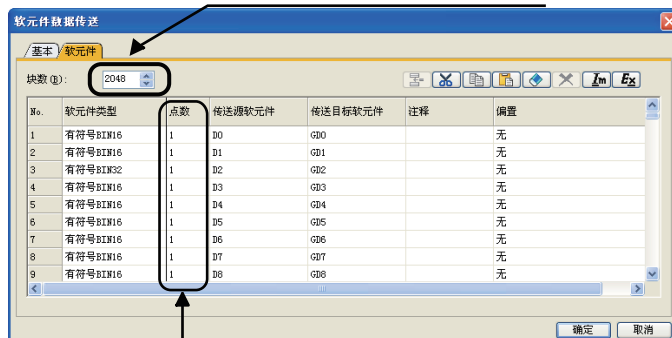 软元件数据传送
基本 软元件
块数(B): 2048 Im Ex
No. 软元件类型 点数 传送源软元件 传送目标软元件 注释 偏置
1 有符号BIN16 1 D0 GD0 无
2 有符号BIN16 1 D1 GD1 无
3 有符号BIN32 1 D2 GD2 无
4 有符号BIN16 1 D3 GD3 无
5 有符号BIN16 1 D4 GD4 无
6 有符号BIN16 1 D5 GD5 无
7 有符号BIN16 1 D6 GD6 无
8 有符号BIN16 1 D7 GD7 无
9 有符号BIN16 1 D8 GD8 无
确定 取消